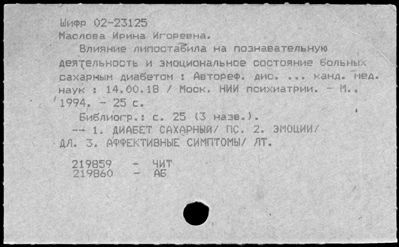 Шифр 02-23125
Маслова Ирина Игоревна.
Влияние липостабила на познавательную
деятельность и эмоциональное состояние больных
сахарным диабетом : Автореф. дис. ... канд. мед.
наук : 14.00.18 / Моск. НИИ психиатрии. - М.,
1994. - 25 с.
Библиогр.: с. 25 (3 назв.).
-- 1. ДИАБЕТ САХАРНЫЙ/ ПС. 2. ЭМОЦИИ/
ДЛ. 3. АФФЕКТИВНЫЕ СИМПТОМЫ/ ЛТ.
219859 - ЧИТ
219860 - АБ